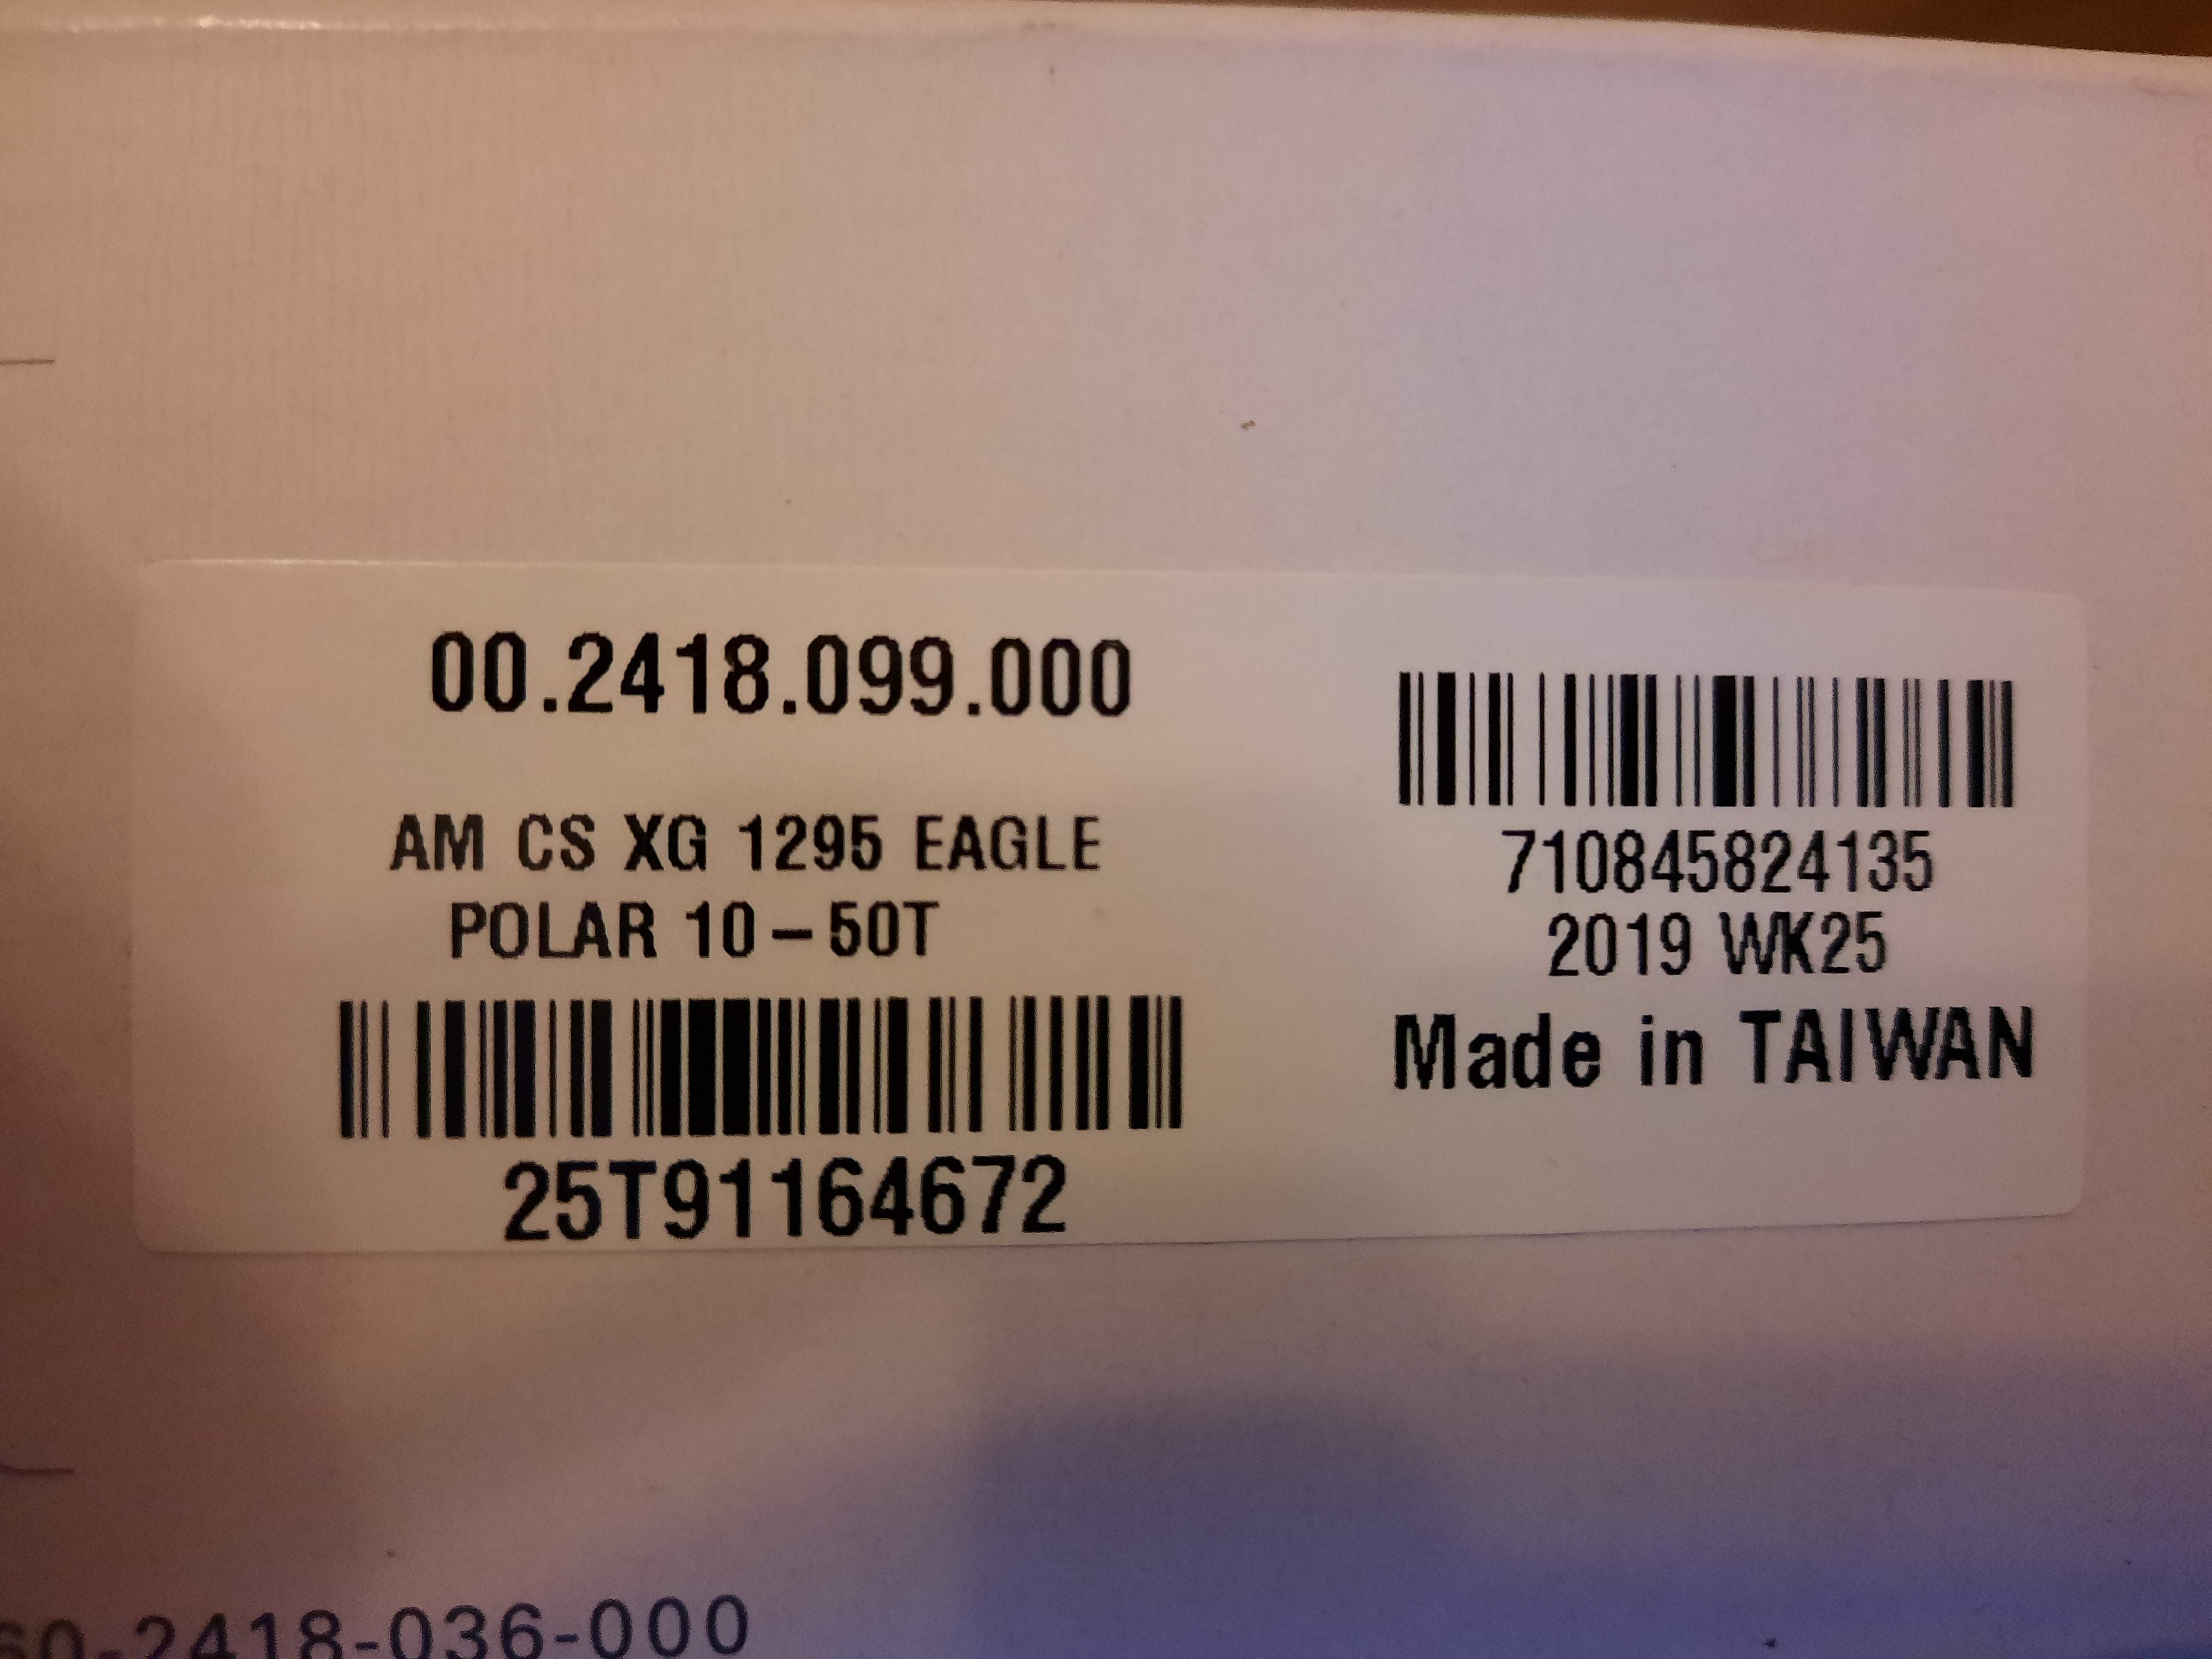 00.2418.099.000
AM CS XG 1295 EAGLE
POLAR 10-50T
25T91164672
710845824135
2019 WK25
Made in TAIWAN
60-2418-036-000